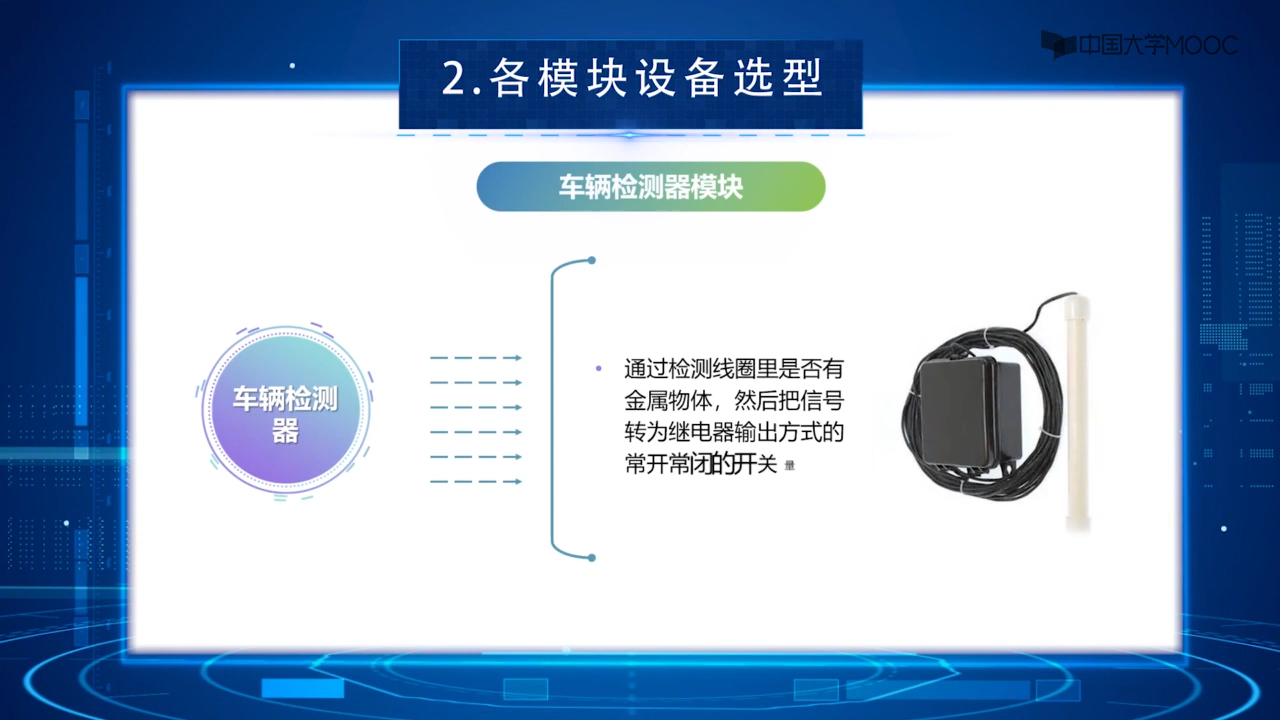 中国大学MOOC
2.各模块设备选型
车辆检测器模块
车辆检测
器
通过检测线圈里是否有
金属物体，然后把信号
转为继电器输出方式的
常开常闭的开关量